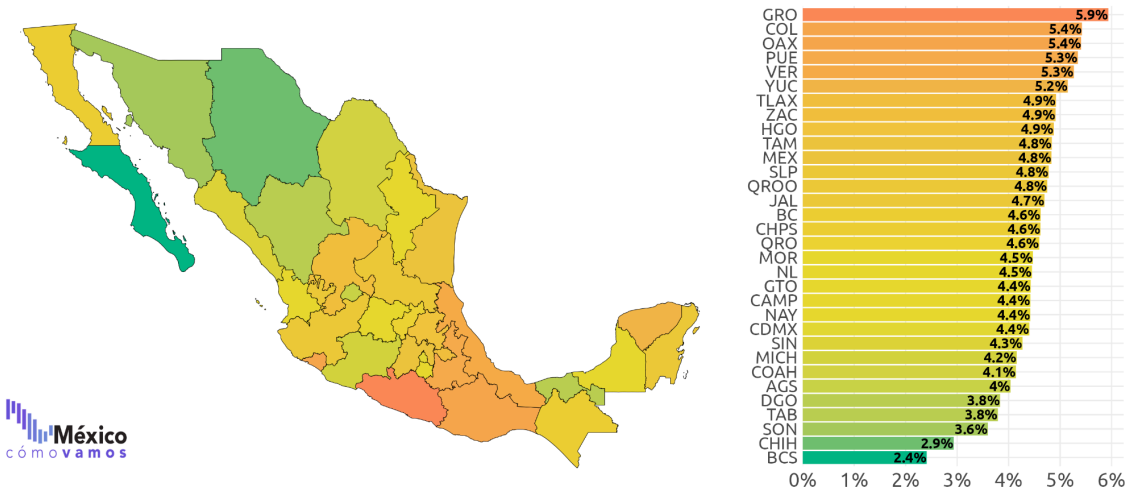 GRO 5.9%
COL 5.4%
OAX 5.4%
PUE 5.3%
VER 5.3%
YUC 5.2%
TLAX 4.9%
ZAC 4.9%
HGO 4.9%
TAM 4.8%
MEX 4.8%
SLP 4.8%
QROO 4.8%
JAL 4.7%
BC 4.6%
CHPS 4.6%
QRO 4.6%
MOR 4.5%
NL 4.5%
GTO 4.4%
CAMP 4.4%
NAY 4.4%
CDMX 4.4%
SIN 4.3%
MICH 4.2%
COAH 4.1%
AGS 4%
DGO 3.8%
TAB 3.8%
SON 3.6%
CHIH 2.9%
BCS 2.4%
0% 1% 2% 3% 4% 5% 6%
México
cómovamos